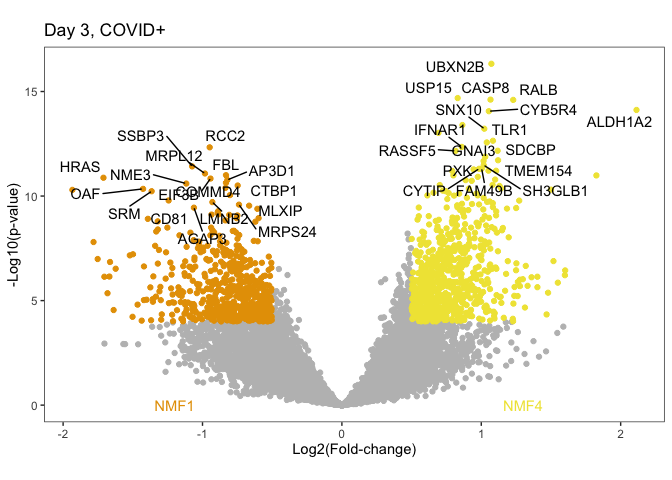 Day 3, COVID+
UBXN2B
USP15 CASP8 RALB
SNX10 CYB5R4
ALDH1A2
IFNAR1 TLR1
RASSF5 GNAI3 SDCBP
PXK TMEM154
CYTIP FAM49B SH3GLB1
SSBP3 RCC2
MRPL12
HRAS FBL AP3D1
NME3
OAF EIF3B COMMD4 CTBP1
SRM CD81 LMNB2 MLXIP
AGAP3 MRPS24
15
10
5
0
-Log10(p-value)
NMF1 NMF4
-2 -1 0 1 2
Log2(Fold-change)